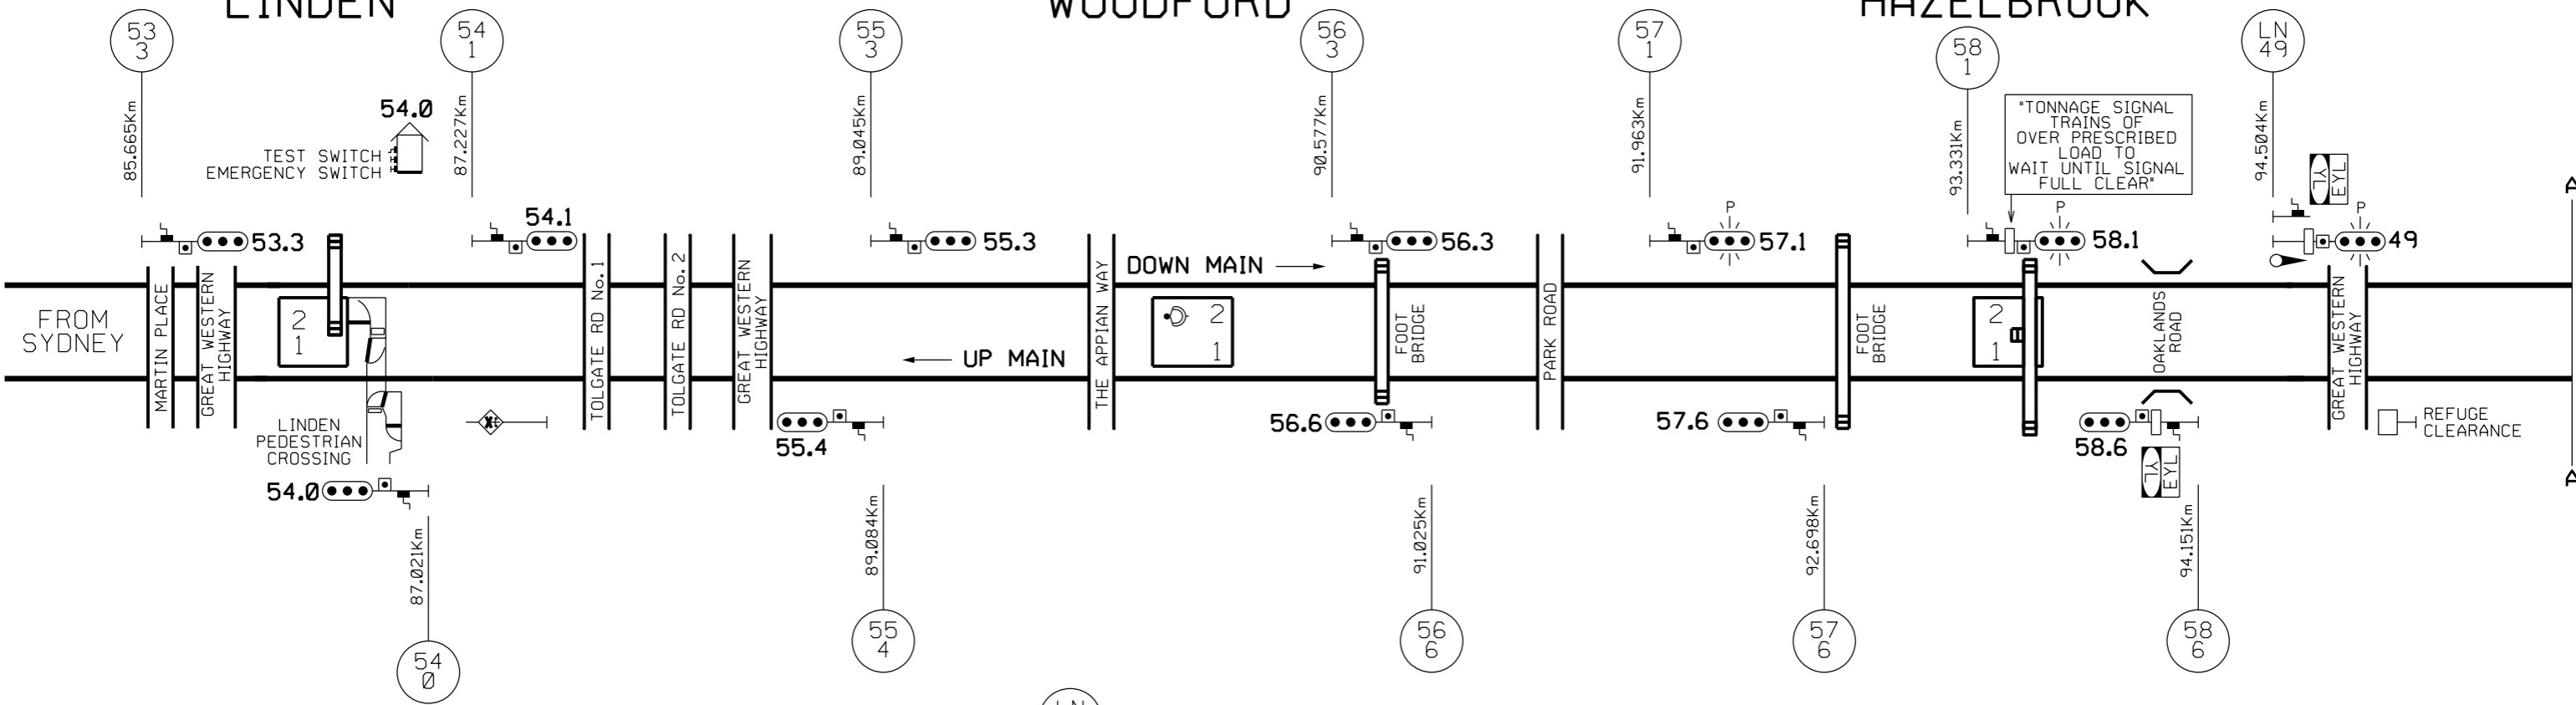 LINDEN
WOODFORD
HAZELBROOK
53
3
54
1
55
3
56
3
57
1
58
1
LN
49
85.665Km
87.227Km
89.045Km
90.577Km
91.963Km
93.331Km
94.504Km
54.0
TEST SWITCH
EMERGENCY SWITCH
"TONNAGE SIGNAL
TRAINS OF
OVER PRESCRIBED
LOAD TO
WAIT UNTIL SIGNAL
FULL CLEAR"
YL
EYL
53.3
54.1
55.3
56.3
P
57.1
P
58.1
P
49
A
FROM
SYDNEY
MARTIN PLACE
GREAT WESTERN
HIGHWAY
2
1
TOLGATE RD No.1
TOLGATE RD No.2
GREAT WESTERN
HIGHWAY
THE APPIAN WAY
DOWN MAIN
UP MAIN
2
1
FOOT
BRIDGE
PARK ROAD
FOOT
BRIDGE
2
1
OAKLANDS
ROAD
GREAT WESTERN
HIGHWAY
LINDEN
PEDESTRIAN
CROSSING
X
54.0
55.4
56.6
57.6
58.6
YL
EYL
REFUGE
CLEARANCE
A
87.021Km
89.084Km
91.025Km
92.698Km
94.151Km
54
0
55
4
56
6
57
6
58
6
LN